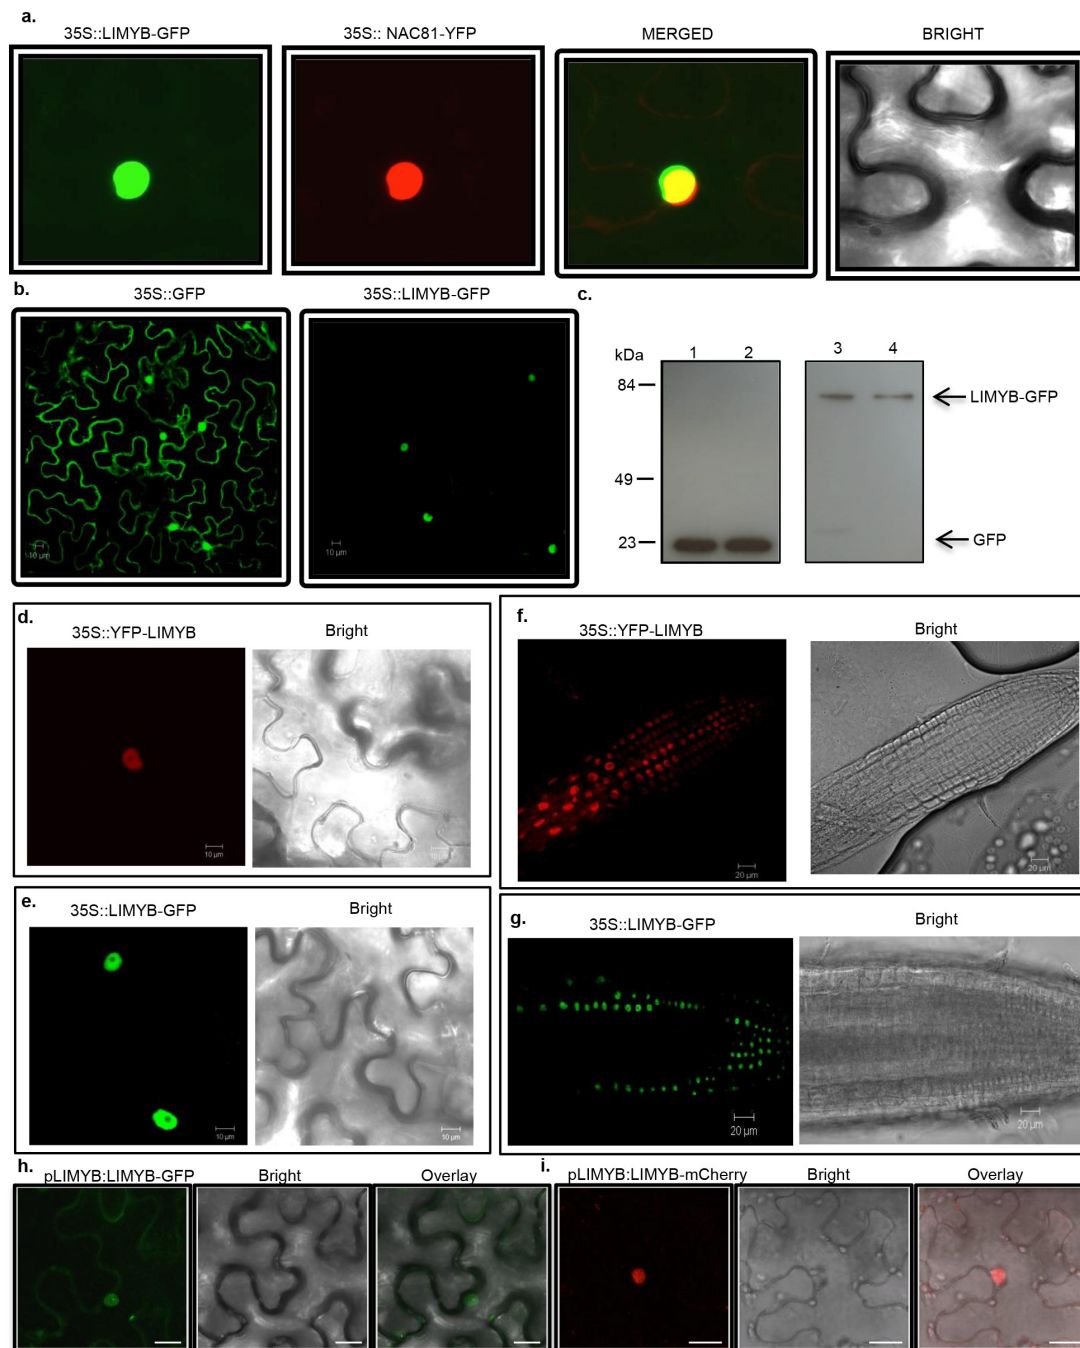 a.
35S::LIMYB-GFP
35S:: NAC81-YFP
MERGED
BRIGHT
b.
35S::GFP
35S::LIMYB-GFP
10 µm
10 µm
c.
kDa
1
2
3
4
84
49
23
LIMYB-GFP
GFP
d.
35S::YFP-LIMYB
Bright
10 µm
f.
35S::YFP-LIMYB
Bright
20 µm
20 µm
e.
35S::LIMYB-GFP
Bright
10 µm
10 µm
g.
35S::LIMYB-GFP
Bright
20 µm
20 µm
h.
pLIMYB:LIMYB-GFP
Bright
Overlay
i.
pLIMYB:LIMYB-mCherry
Bright
Overlay